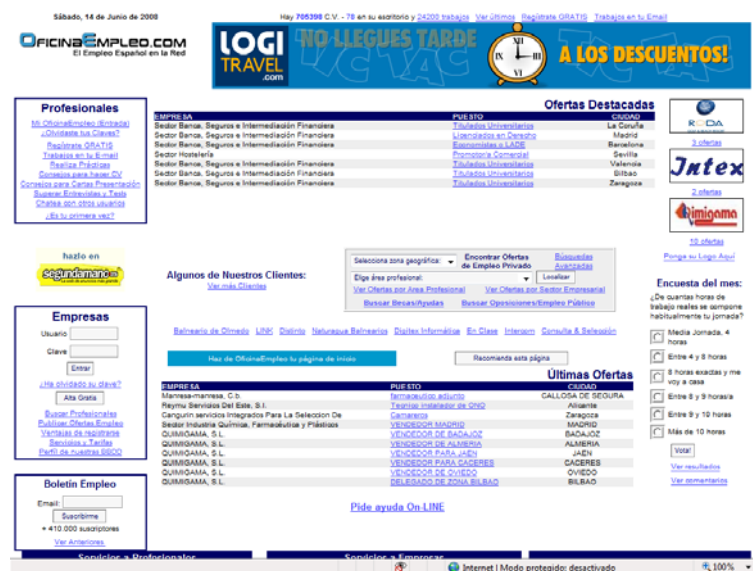 Sábado, 14 de Junio de 2008
Hay 705398 C.V. - 78 en su escritorio y 24200 trabajos Ver Últimos Regístrate GRATIS Trabajos en tu Email
OFICINAEMPLEO.COM
El Empleo Español en la Red
LOGI
TRAVEL
.com
NO LLEGUES TARDE
A LOS DESCUENTOS!
Profesionales
Mi OficinaEmpleo (Entrada)
¿Olvidaste tus Claves?
Regístrate GRATIS
Trabajos en tu E-mail
Realiza Prácticas
Consejos para hacer CV
Consejos para Cartas Presentación
Superar Entrevistas y Tests
Chatea con otros usuarios
¿Es tu primera vez?
Ofertas Destacadas
EMPRESA PUESTO CIUDAD
Sector Banca, Seguros e Intermediación Financiera Titulados Universitarios La Coruña
Sector Banca, Seguros e Intermediación Financiera Licenciados en Derecho Madrid
Sector Banca, Seguros e Intermediación Financiera Economistas o LADE Barcelona
Sector Hostelería Promotor/a Comercial Sevilla
Sector Banca, Seguros e Intermediación Financiera Titulados Universitarios Valencia
Sector Banca, Seguros e Intermediación Financiera Titulados Universitarios Bilbao
Sector Banca, Seguros e Intermediación Financiera Titulados Universitarios Zaragoza
RODA
3 ofertas
Intex
2 ofertas
Qimigama
10 ofertas
Ponga su Logo Aquí
hazlo en
segundamano
Algunos de Nuestros Clientes:
Ver más Clientes
Selecciona zona geográfica:
Encontrar Ofertas
de Empleo Privado
Búsquedas
Avanzadas
Elige área profesional:
Localizar
Ver Ofertas por Area Profesional Ver Ofertas por Sector Empresarial
Buscar Becas/Ayudas Buscar Oposiciones/Empleo Público
Balneario de Olmedo LINK Distinto Naturagua Balnearios Digitex Informática En Clase Intercom Consulta & Selección
Haz de OficinaEmpleo tu página de inicio
Recomienda esta página
Empresas
Usuario
Clave
Entrar
¿Ha olvidado su clave?
Alta Gratis
Buscar Profesionales
Publicar Ofertas Empleo
Ventajas de registrarse
Servicios y Tarifas
Perfil de nuestras BBDD
Últimas Ofertas
EMPRESA PUESTO CIUDAD
Manresa-manresa, C.b. farmaceutico adjunto CALLOSA DE SEGURA
Reymu Servicios Del Este, S.l. Tecnico instalador de ONO Alicante
Cangurin servicios Integrados Para La Seleccion De Camareros Zaragoza
Sector Industria Química, Farmacéutica y Plásticos VENDEDOR MADRID MADRID
QUIMIGAMA, S.L. VENDEDOR DE BADAJOZ BADAJOZ
QUIMIGAMA, S.L. VENDEDOR DE ALMERIA ALMERIA
QUIMIGAMA, S.L. VENDEDOR PARA JAEN JAÉN
QUIMIGAMA, S.L. VENDEDOR PARA CACERES CACERES
QUIMIGAMA, S.L. VENDEDOR DE OVIEDO OVIEDO
QUIMIGAMA, S.L. DELEGADO DE ZONA BILBAO BILBAO
Pide ayuda On-LINE
Encuesta del mes:
¿De cuantas horas de
trabajo reales se compone
habitualmente tu jornada?
Media Jornada, 4
horas
Entre 4 y 8 horas
8 horas exactas y me
voy a casa
Entre 8 y 9 horas/a
Entre 9 y 10 horas
Más de 10 horas
Vota!
Ver resultados
Ver comentarios
Boletín Empleo
Email:
Suscribirme
+ 410.000 suscriptores
Ver Anteriores
Servicios a Profesionales Servicios a Empresas
Internet | Modo protegido: desactivado 100%